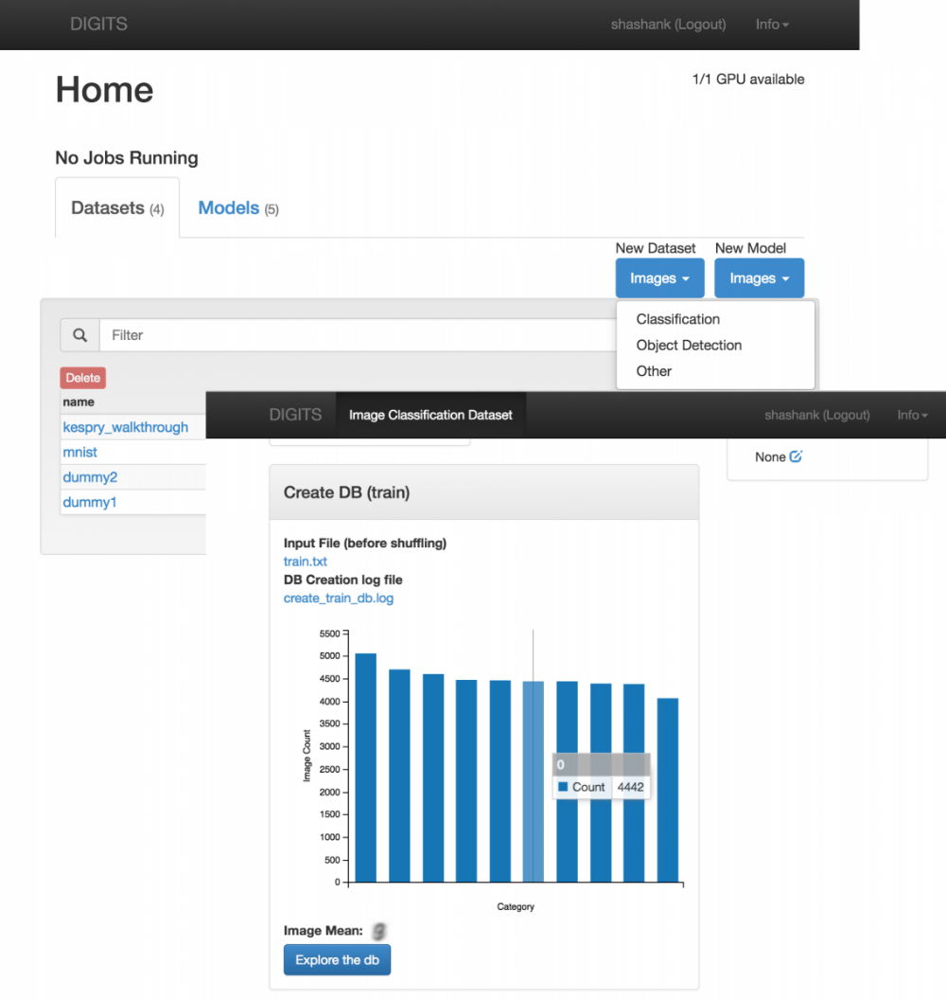 DIGITS shashank (Logout) Info
Home
1/1 GPU available
No Jobs Running
Datasets (4) Models (5)
New Dataset New Model
Images Images
Classification
Object Detection
Other
Filter
Delete
name
kespry_walkthrough
mnist
dummy2
dummy1
DIGITS Image Classification Dataset shashank (Logout) Info
None
Create DB (train)
Input File (before shuffling)
train.txt
DB Creation log file
create_train_db.log
5500
5000
4500
4000
3500
3000
2500
2000
1500
1000
500
0
Image Count
0
Count 4442
Category
Image Mean:
Explore the db